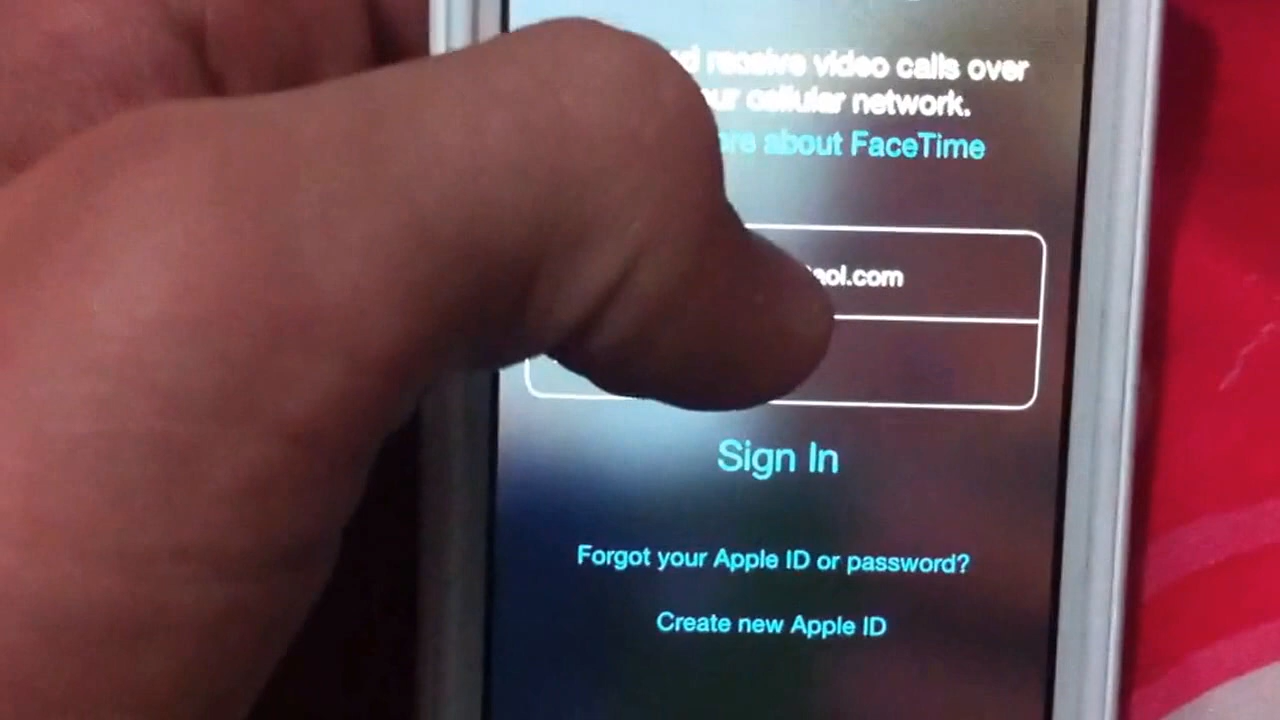 receive video calls over
cellular network.
about FaceTime
aol.com
Sign In
Forgot your Apple ID or password?
Create new Apple ID